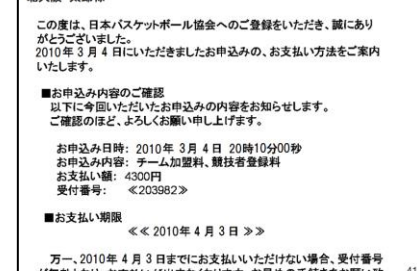 この度は、日本バスケットボール協会へのご登録をいただき、誠にあり
がとうございました。
2010年 3 月 4 日にいただきましたお申込みの、お支払い方法をご案内
いたします。
■お申込み内容のご確認
以下に今回いただいたお申込みの内容をお知らせします。
ご確認のほど、よろしくお願い申し上げます。
お申込み日時: 2010年 3月 4日 20時10分00秒
お申込み内容: チーム加盟料、競技者登録料
お支払い額: 4300円
受付番号: ≪203982≫
■お支払い期限
≪≪ 2010年 4 月 3 日 ≫≫
万一、2010年 4 月 3 日までにお支払いいただけない場合、受付番号